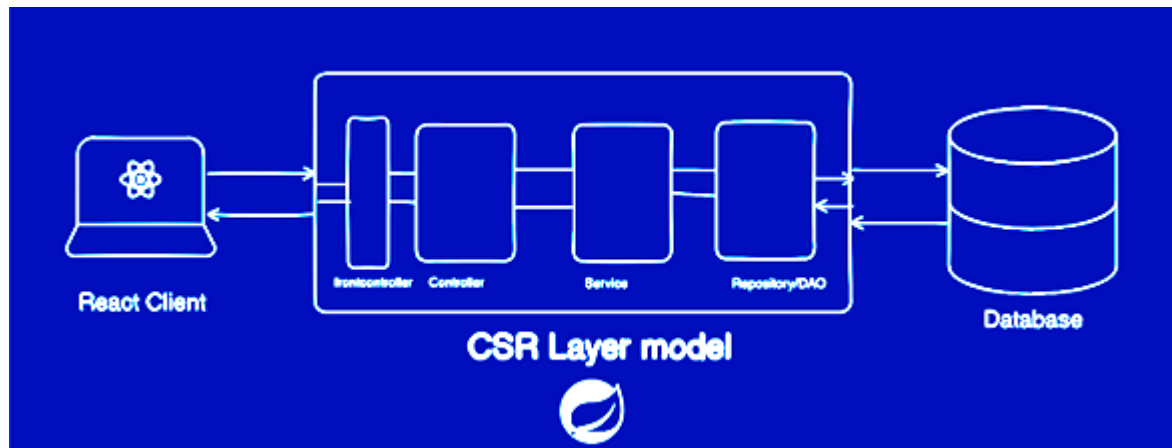 frontcontroller
Controller
Service
Repository/DAO
React Client
Database
CSR Layer model